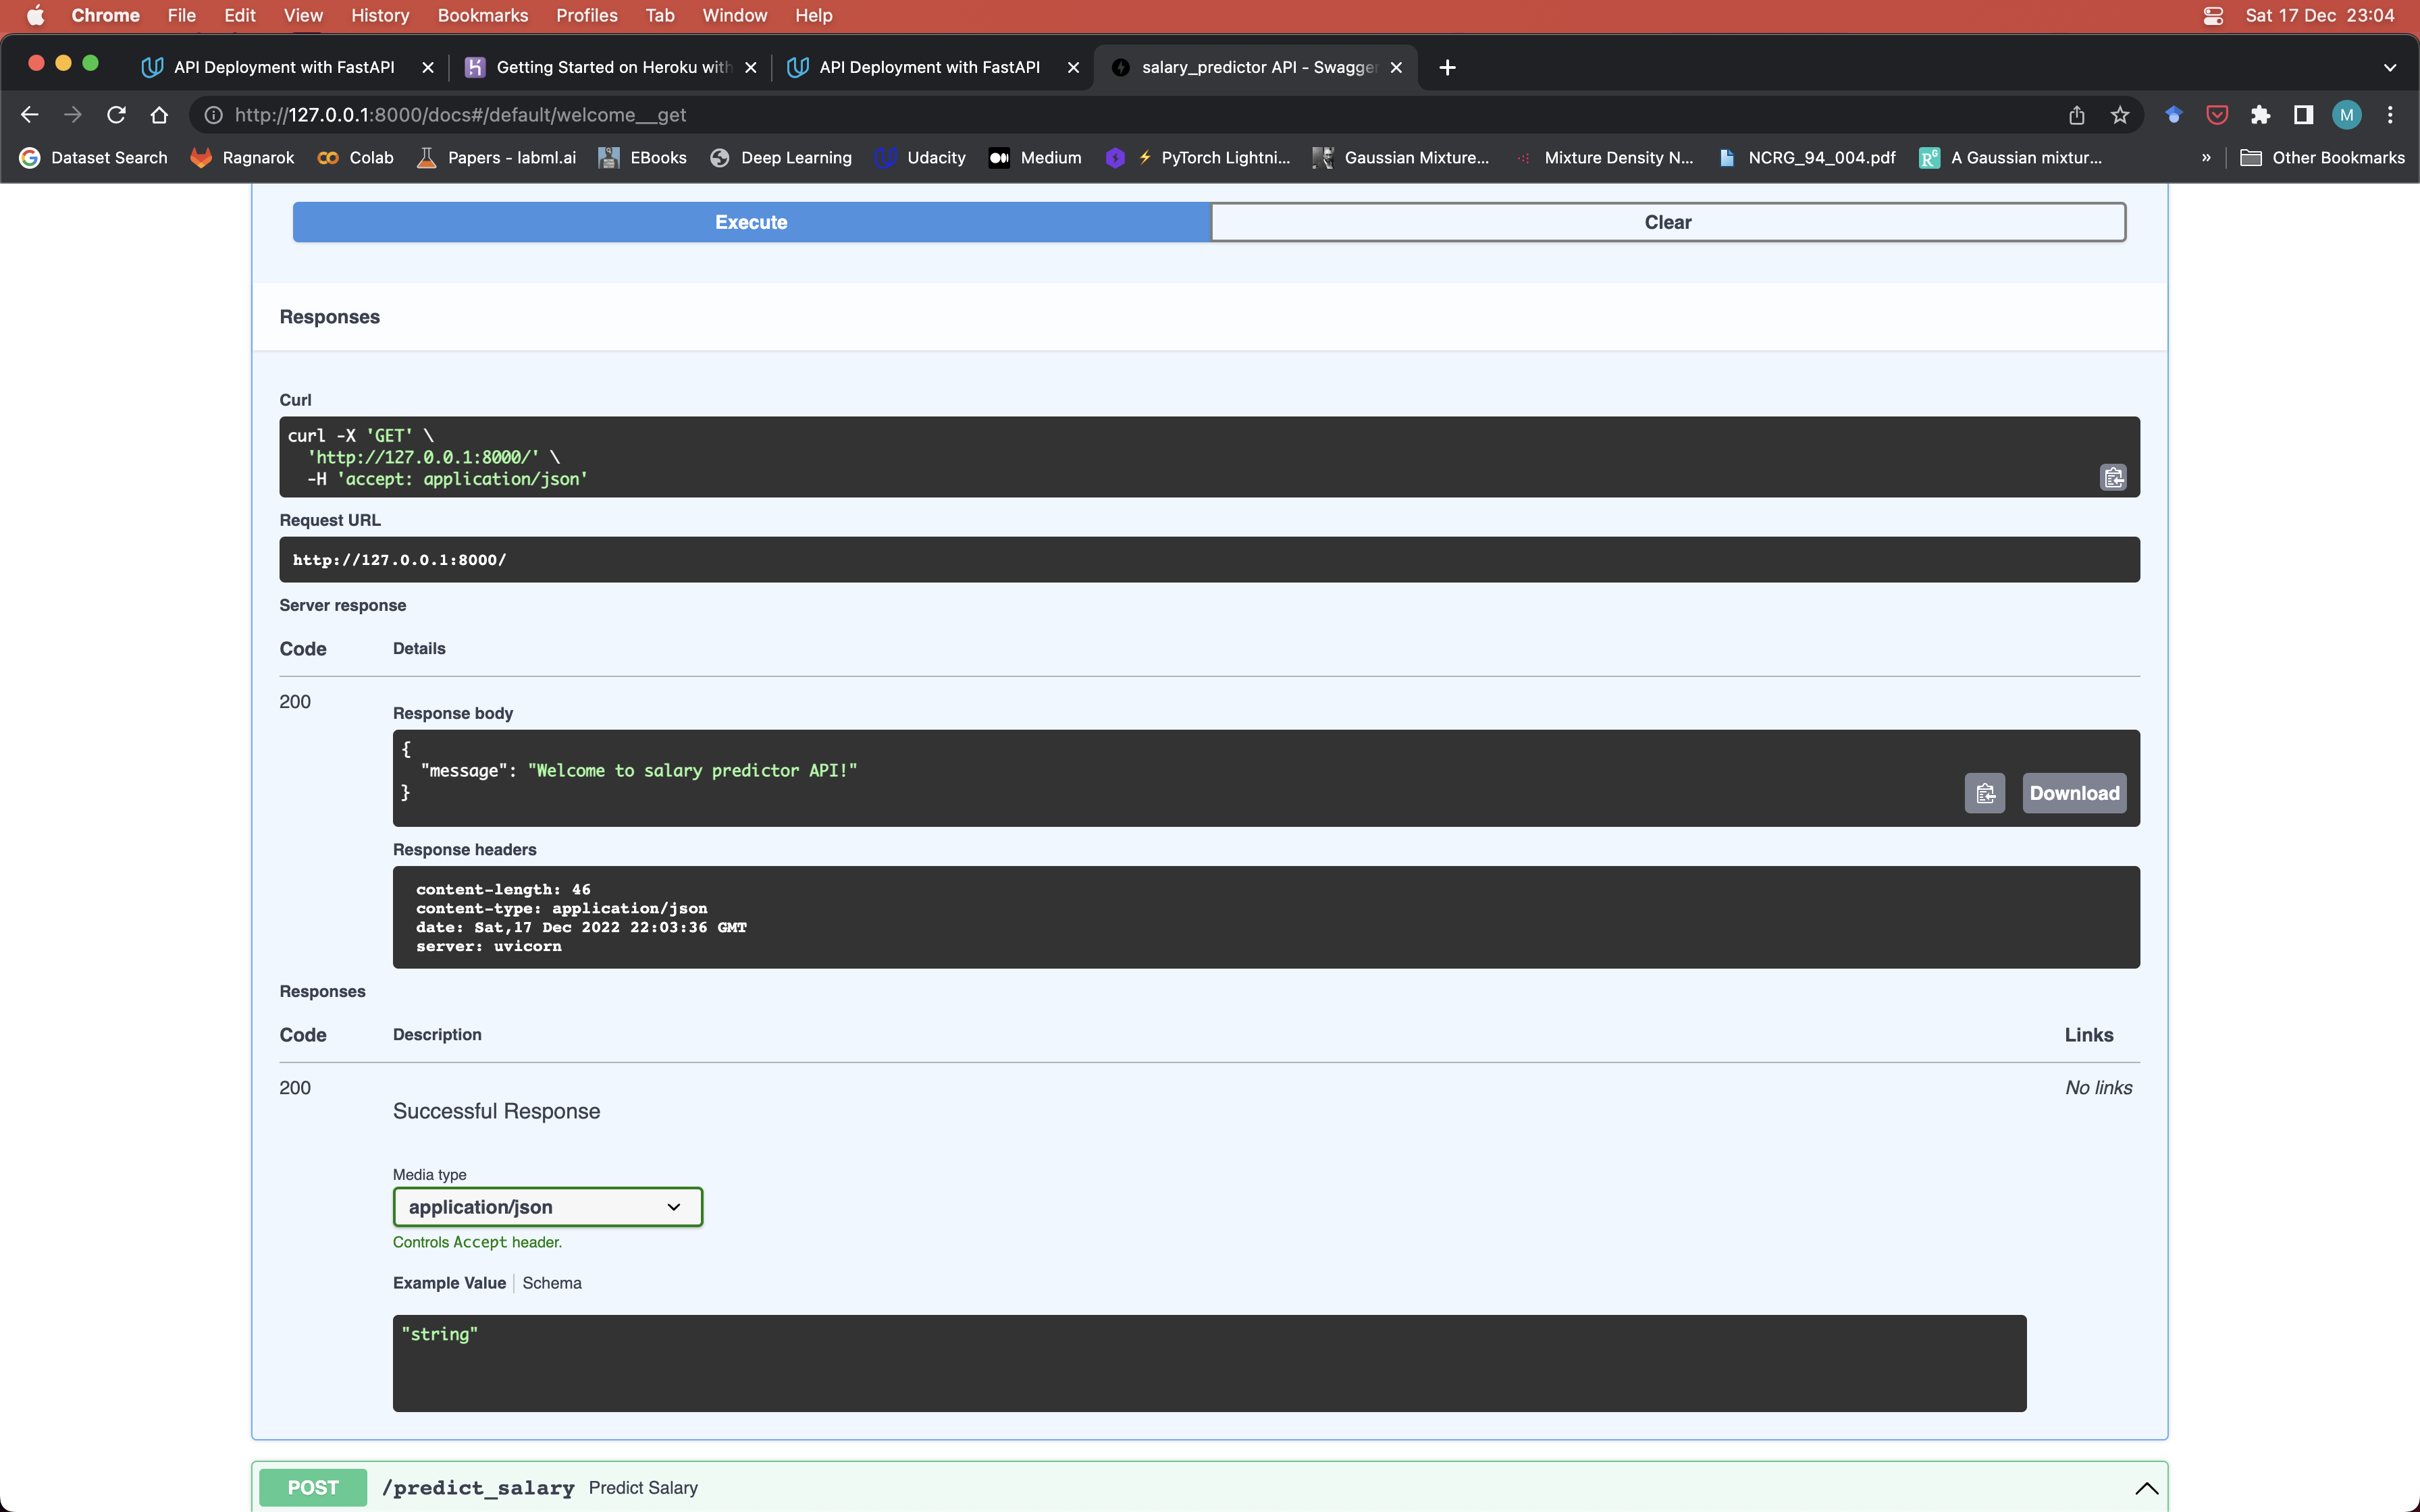 Chrome File Edit View History Bookmarks Profiles Tab Window Help Sat 17 Dec 23:04
API Deployment with FastAPI Getting Started on Heroku with API Deployment with FastAPI salary_predictor API - Swagger
http://127.0.0.1:8000/docs#/default/welcome__get M
Dataset Search Ragnarok Colab Papers - labml.ai EBooks Deep Learning Udacity Medium PyTorch Lightni... Gaussian Mixture... Mixture Density N... NCRG_94_004.pdf A Gaussian mixtur... » Other Bookmarks
Execute Clear
Responses
Curl
curl -X 'GET' \
'http://127.0.0.1:8000/' \
-H 'accept: application/json'
Request URL
http://127.0.0.1:8000/
Server response
Code Details
200
Response body
{
"message": "Welcome to salary predictor API!"
}
Download
Response headers
content-length: 46
content-type: application/json
date: Sat,17 Dec 2022 22:03:36 GMT
server: uvicorn
Responses
Code Description Links
200 No links
Successful Response
Media type
application/json
Controls Accept header.
Example Value Schema
"string"
POST /predict_salary Predict Salary